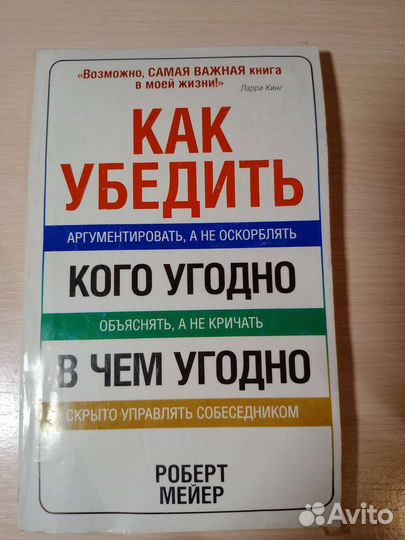 «Возможно, САМАЯ ВАЖНАЯ книга
в моей жизни!»
Ларри Кинг
КАК
УБЕДИТЬ
АРГУМЕНТИРОВАТЬ, А НЕ ОСКОРБЛЯТЬ
КОГО УГОДНО
ОБЪЯСНЯТЬ, А НЕ КРИЧАТЬ
В ЧЕМ УГОДНО
СКРЫТО УПРАВЛЯТЬ СОБЕСЕДНИКОМ
РОБЕРТ
МЕЙЕР
Avito